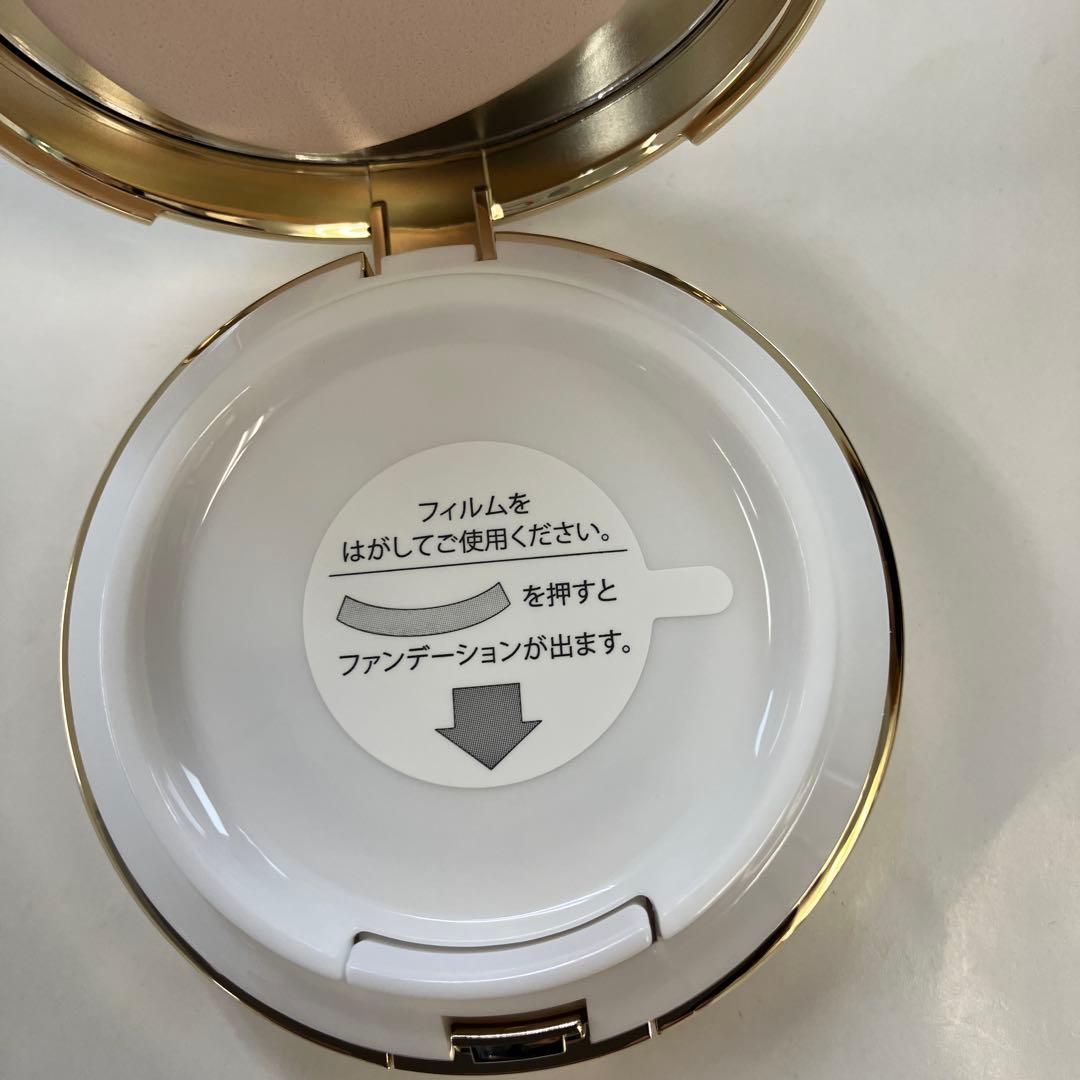 フィルムを
はがしてご使用ください。
を押すと
ファンデーションが出ます。